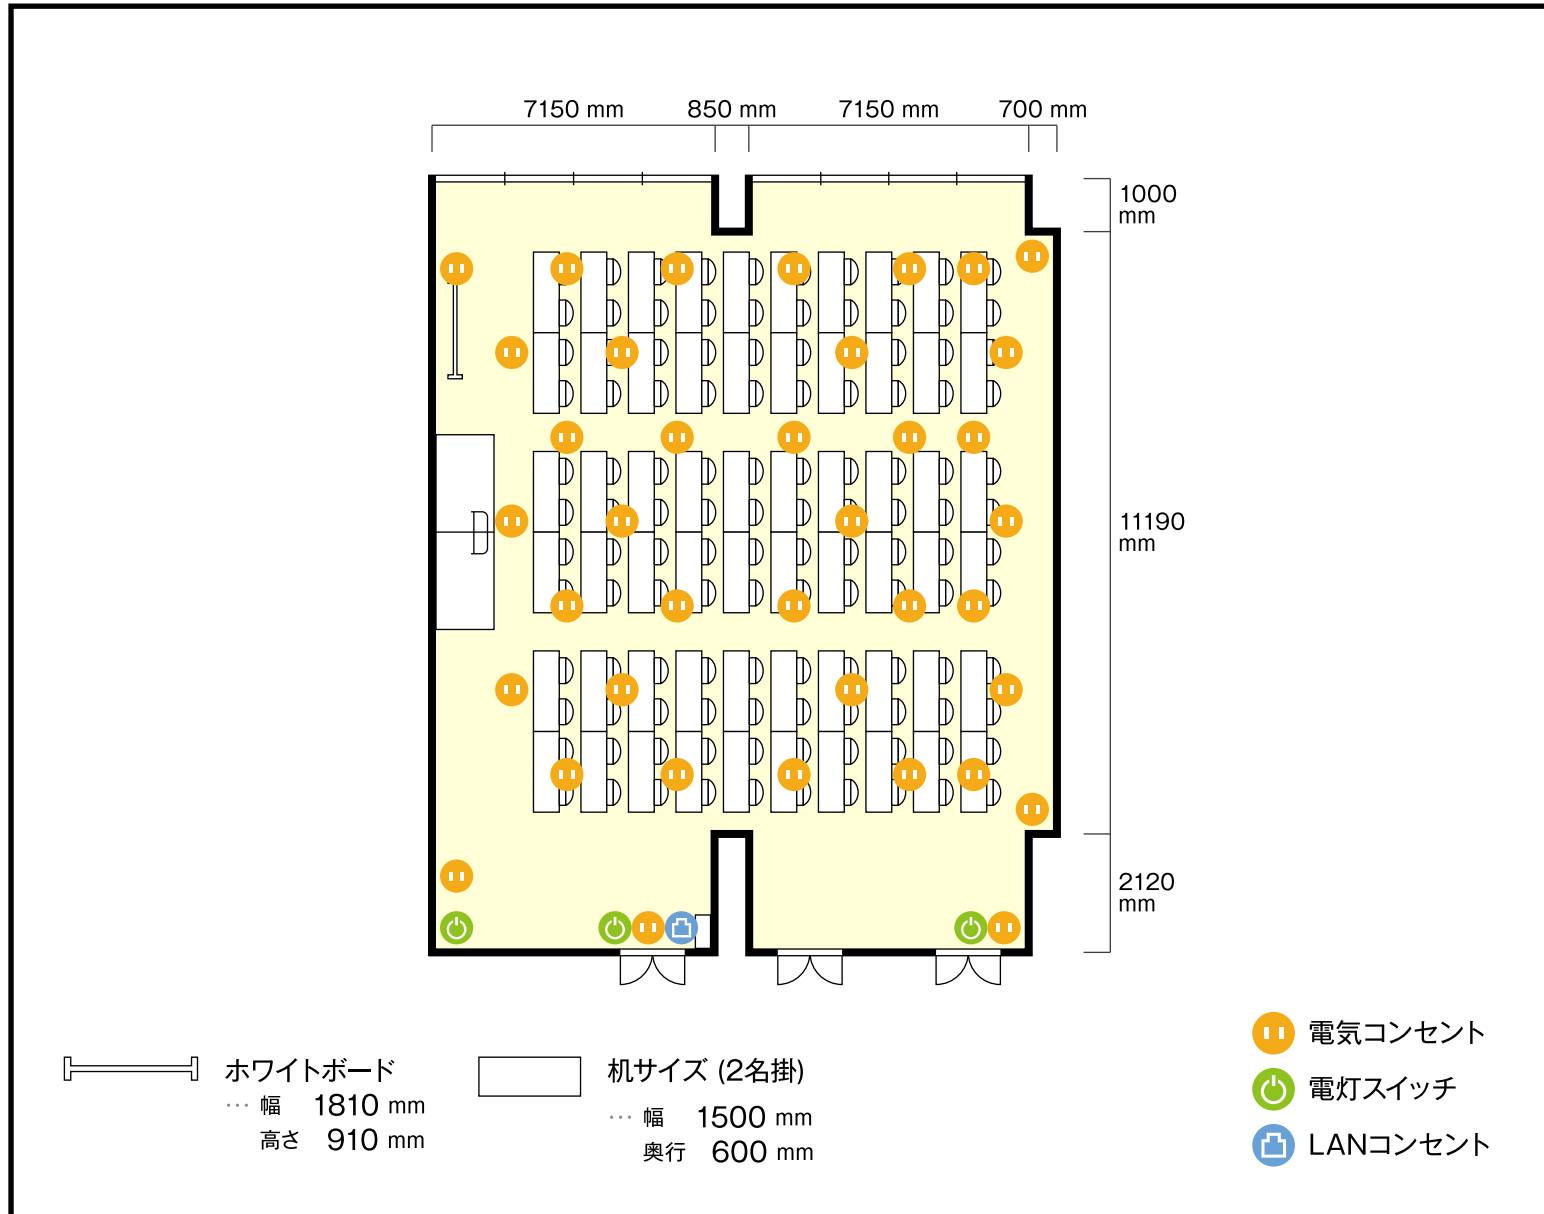 7150 mm 850 mm 7150 mm 700 mm
1000
mm
11190
mm
2120
mm
ホワイトボード
… 幅 1810 mm
高さ 910 mm
机サイズ (2名掛)
… 幅 1500 mm
奥行 600 mm
電気コンセント
電灯スイッチ
LANコンセント